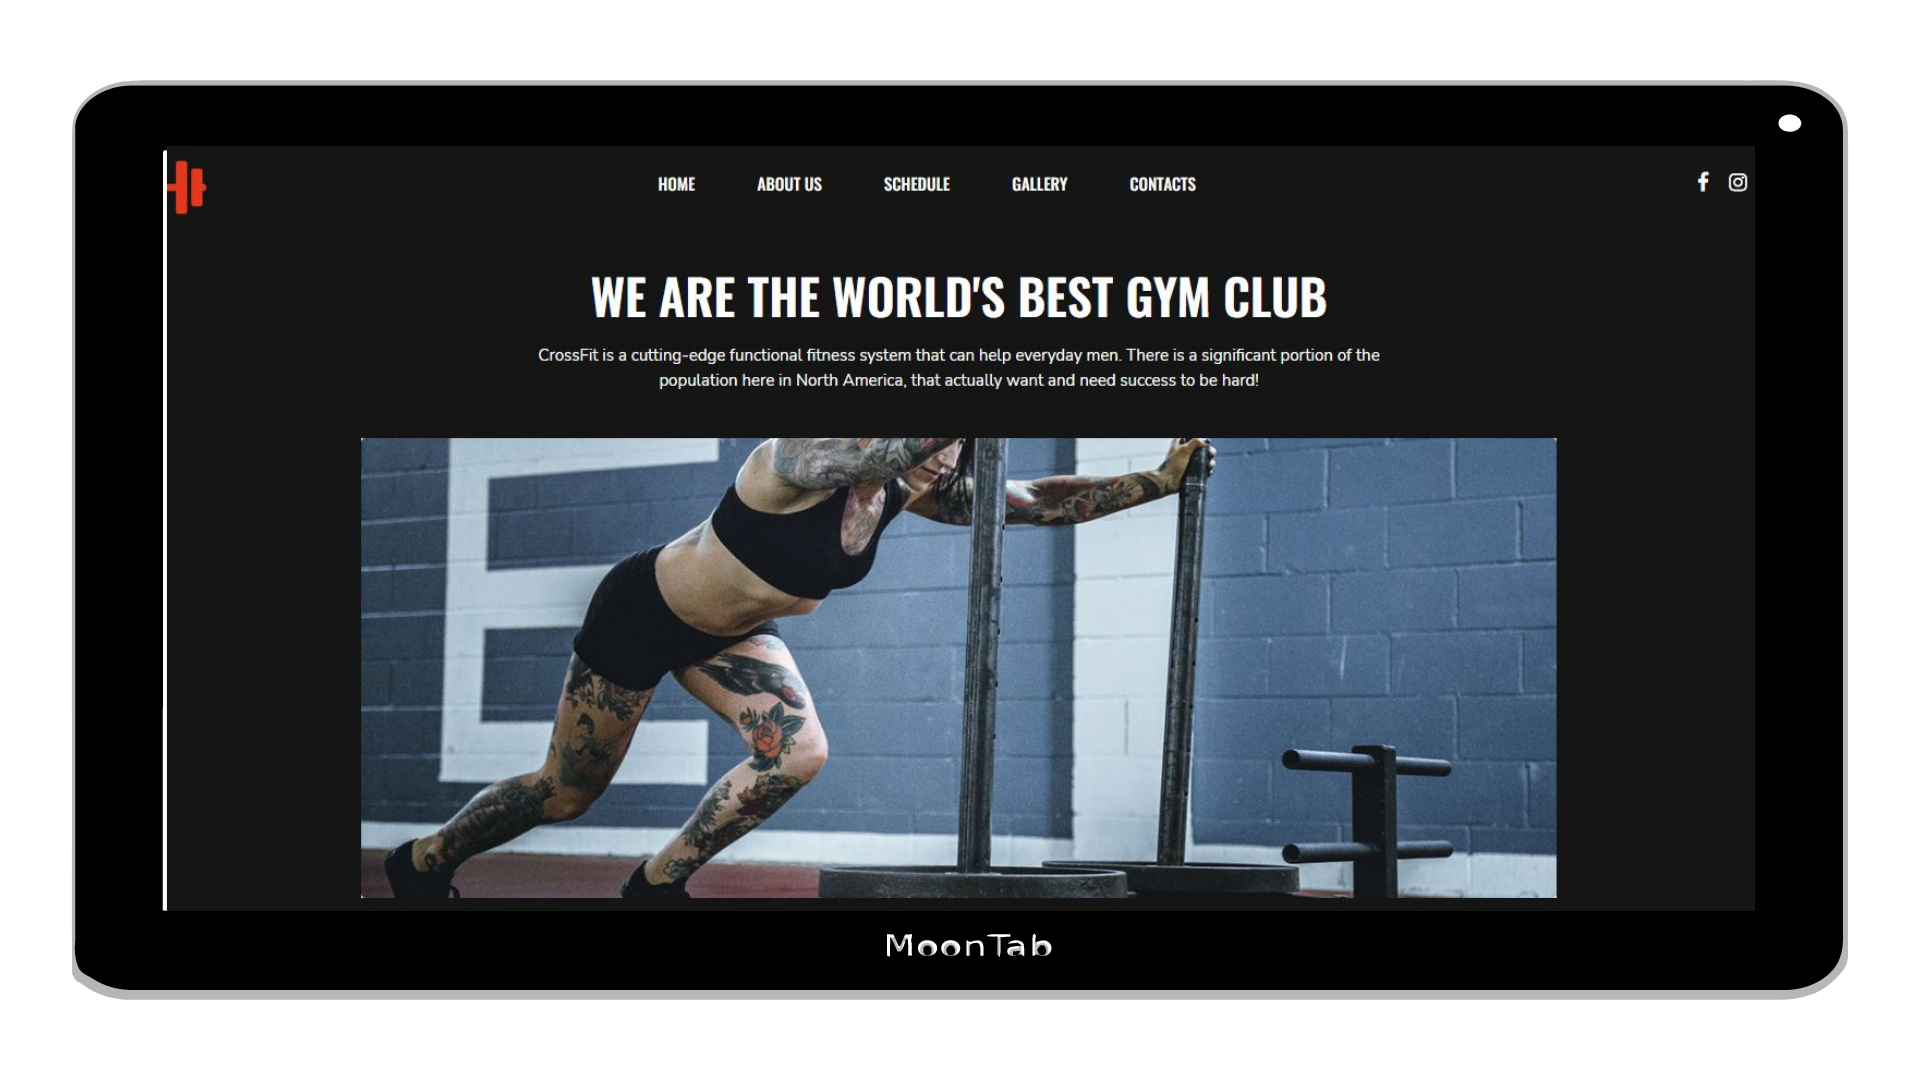 HOME ABOUT US SCHEDULE GALLERY CONTACTS
WE ARE THE WORLD'S BEST GYM CLUB
CrossFit is a cutting-edge functional fitness system that can help everyday men. There is a significant portion of the
population here in North America, that actually want and need success to be hard!
MoonTab